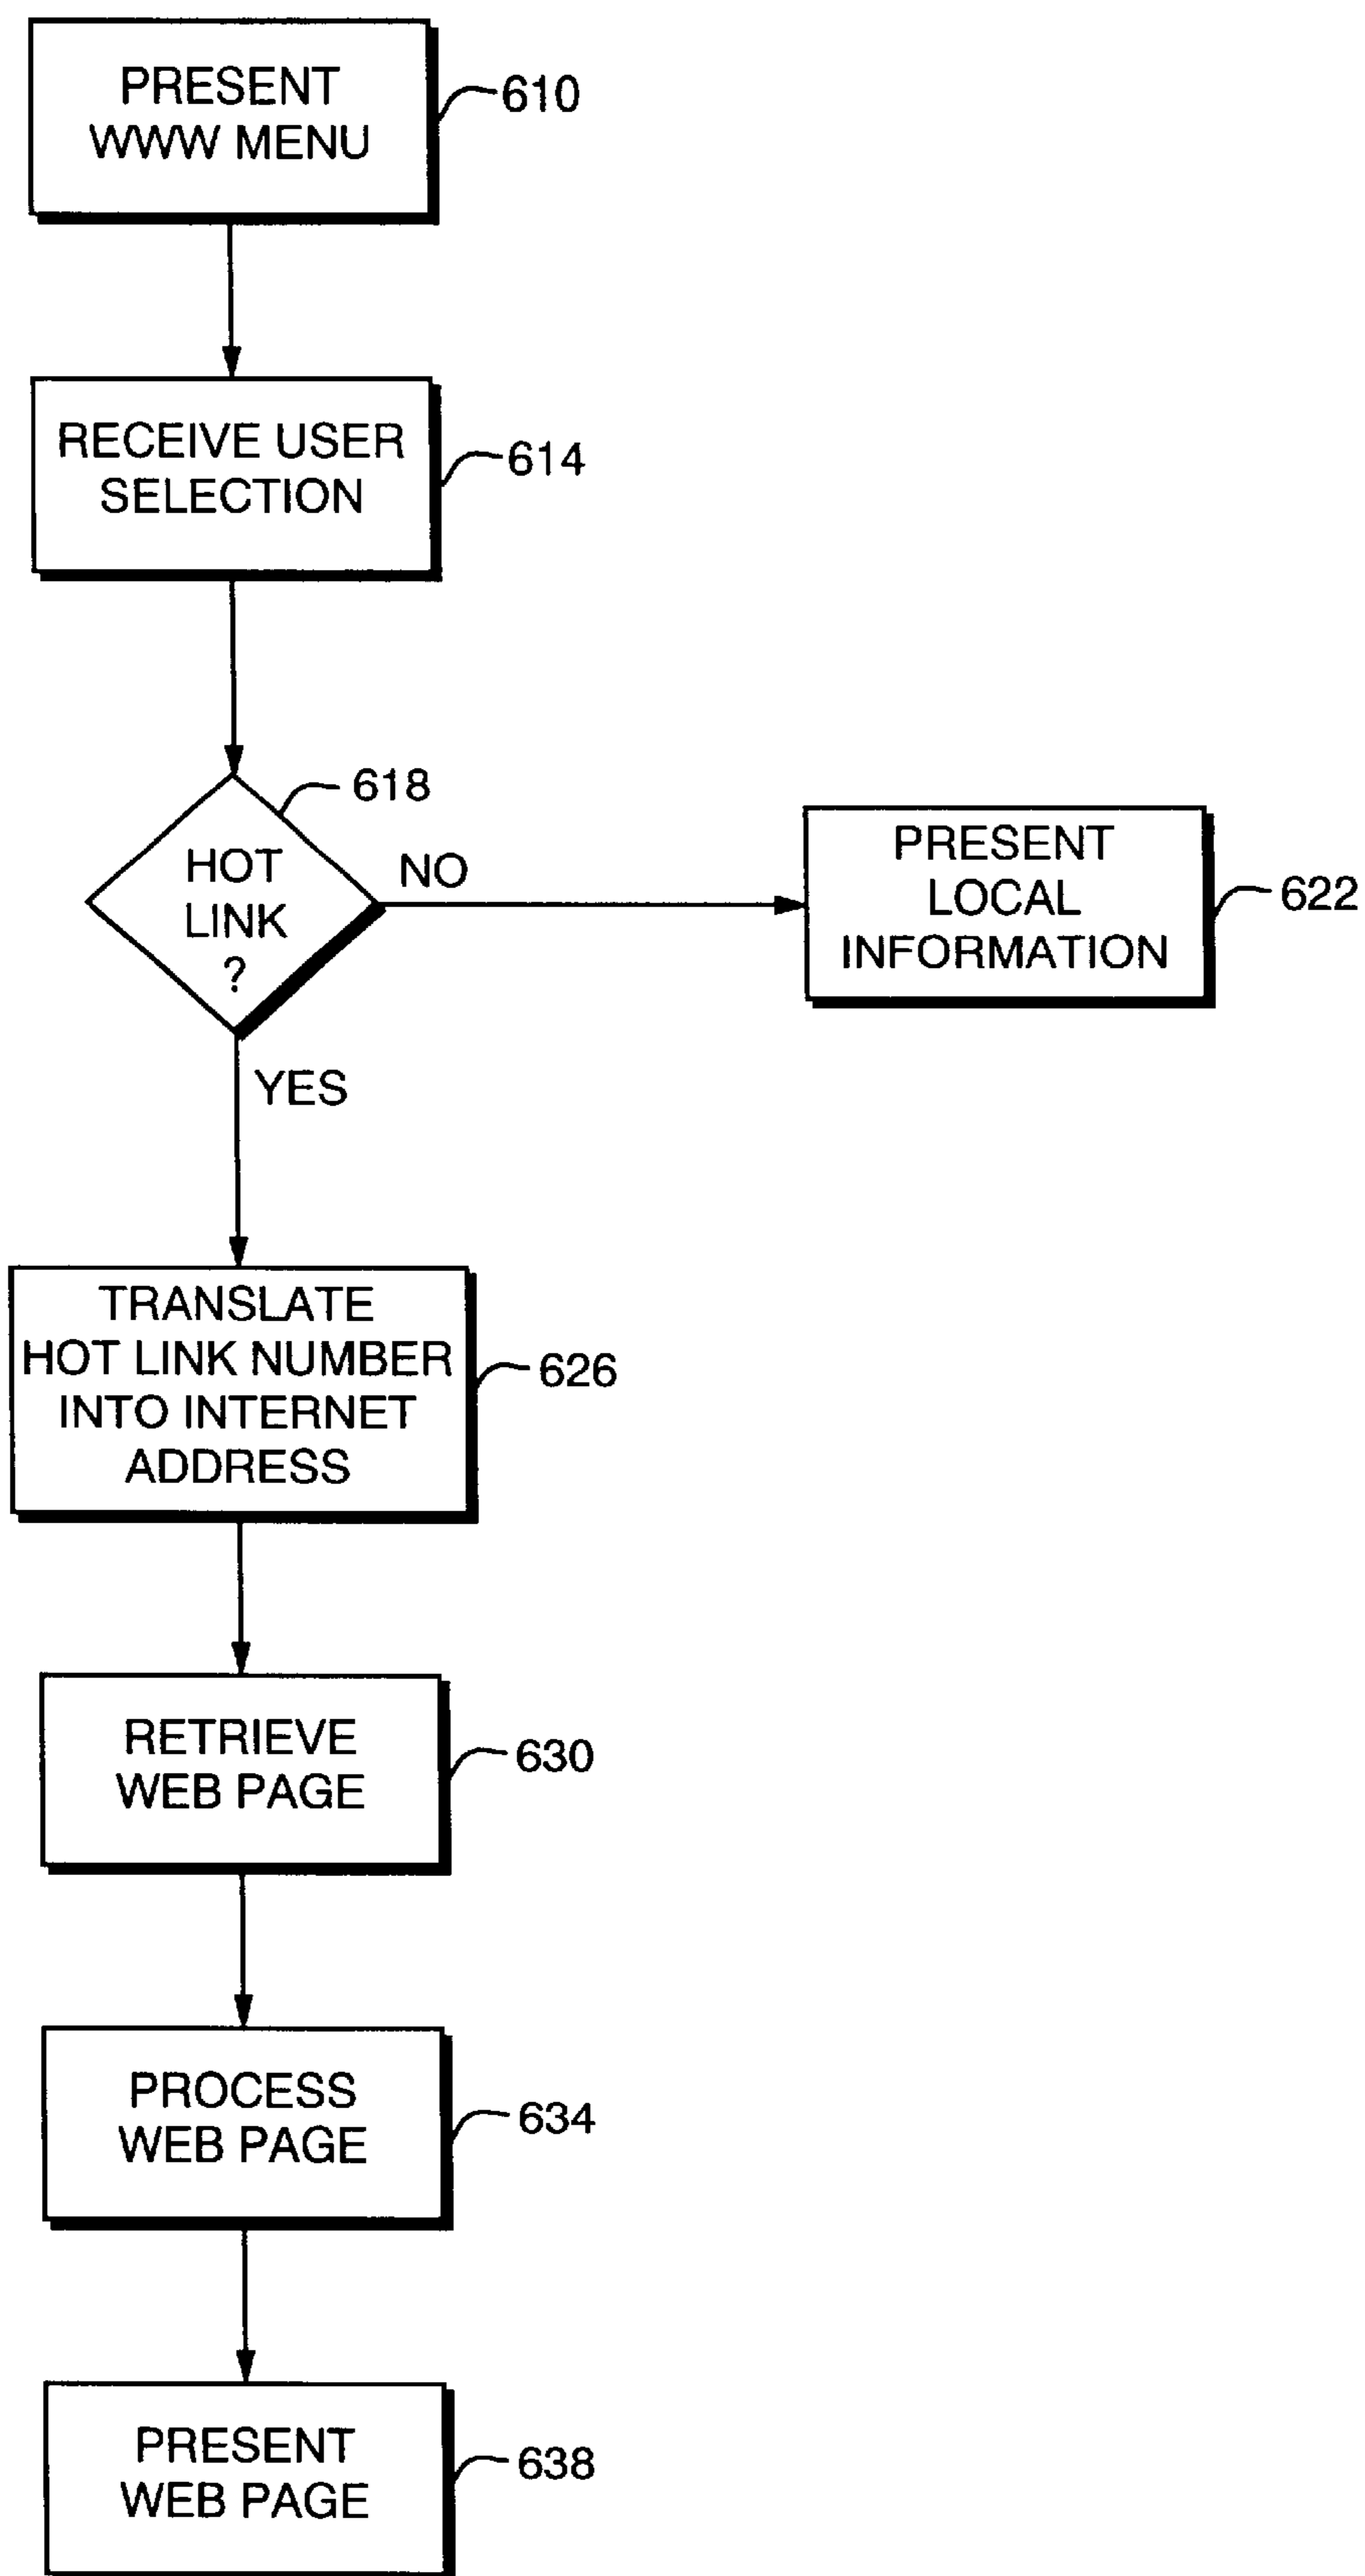 PRESENT
WWW MENU
610
RECEIVE USER
SELECTION
614
618
HOT
LINK
?
NO
PRESENT
LOCAL
INFORMATION
622
YES
TRANSLATE
HOT LINK NUMBER
INTO INTERNET
ADDRESS
626
RETRIEVE
WEB PAGE
630
PROCESS
WEB PAGE
634
PRESENT
WEB PAGE
638